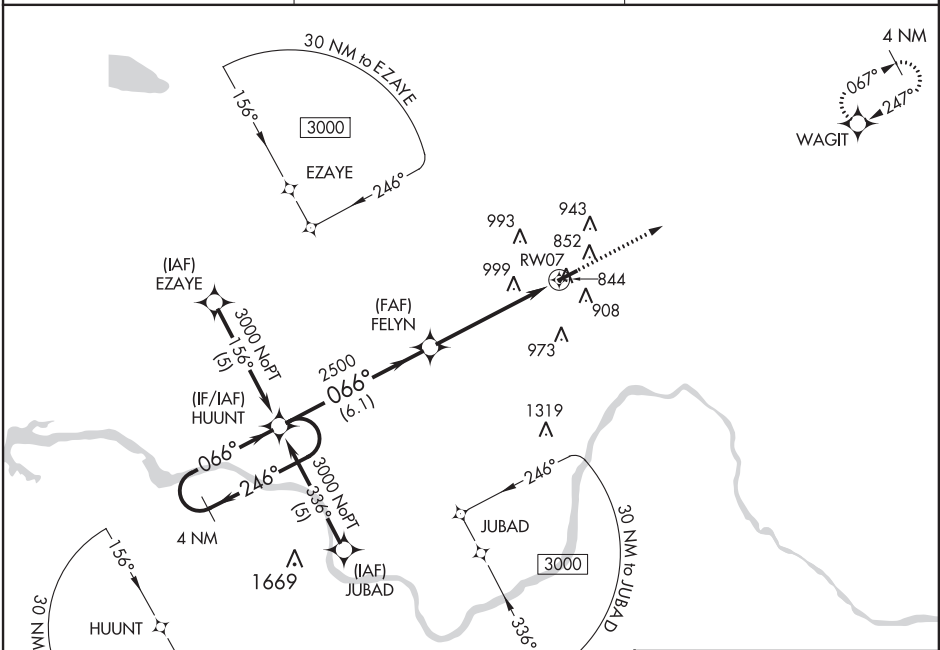 30 NM to EZAYE
156°
3000
EZAYE
246°
4 NM
067°
247°
WAGIT
993
943
852
RW07
999
844
908
973
(IAF)
EZAYE
3000 NoPT
156°
(5)
(FAF)
FELYN
2500
066°
(6.1)
(IF/IAF)
HUUNT
066°
246°
4 NM
3000 NoPT
336°
(5)
(IAF)
JUBAD
1669
1319
246°
JUBAD
3000
30 NM to JUBAD
336°
156°
HUUNT
30 NM